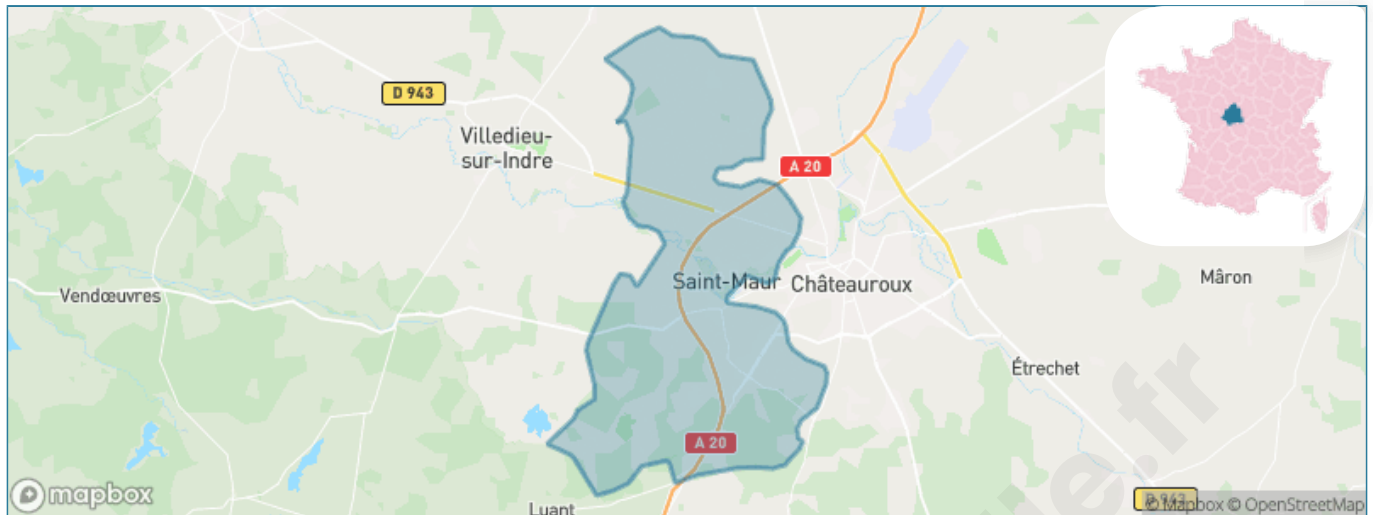 D 943
Villedieu-
sur-Indre
A 20
Saint-Maur
Châteauroux
Vendœuvres
Mâron
Étrechet
A 20
Luant
mapbox
© Mapbox © OpenStreetMap